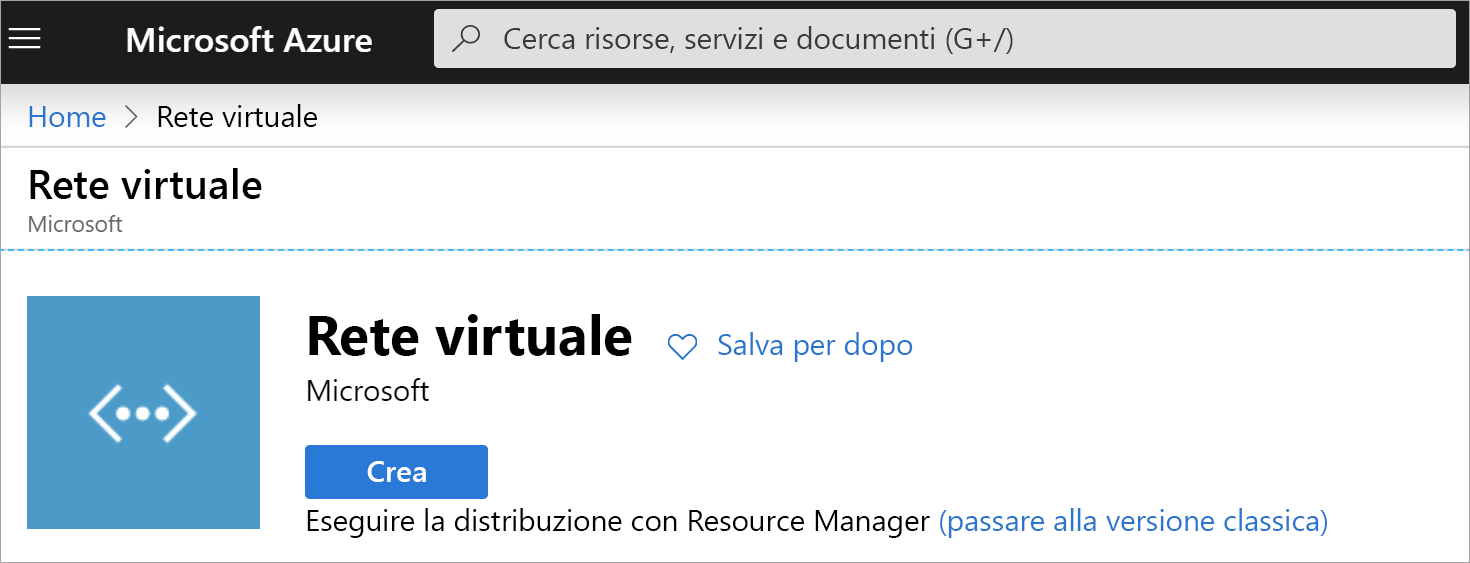 Microsoft Azure
Cerca risorse, servizi e documenti (G+/)
Home > Rete virtuale
Rete virtuale
Microsoft
Rete virtuale
Salva per dopo
Microsoft
Crea
Eseguire la distribuzione con Resource Manager (passare alla versione classica)